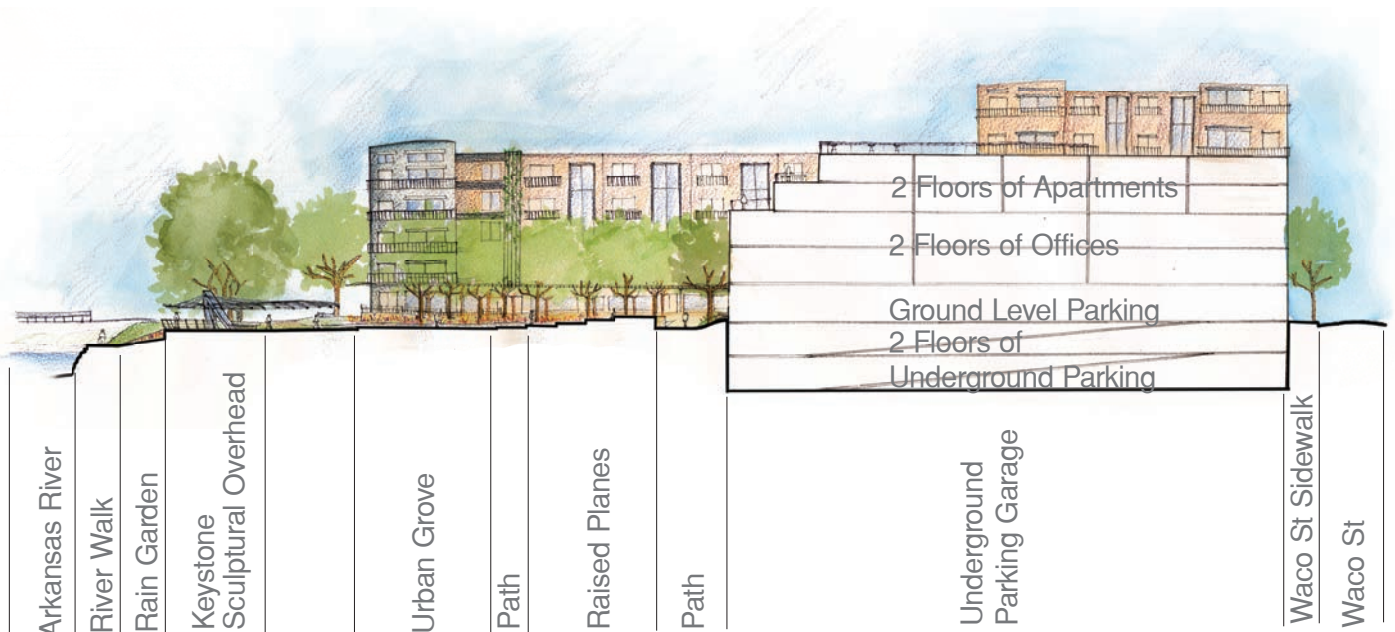 2 Floors of Apartments
2 Floors of Offices
Ground Level Parking
2 Floors of
Underground Parking
Arkansas River
River Walk
Rain Garden
Keystone
Sculptural Overhead
Urban Grove
Path
Raised Planes
Path
Underground
Parking Garage
Waco St Sidewalk
Waco St